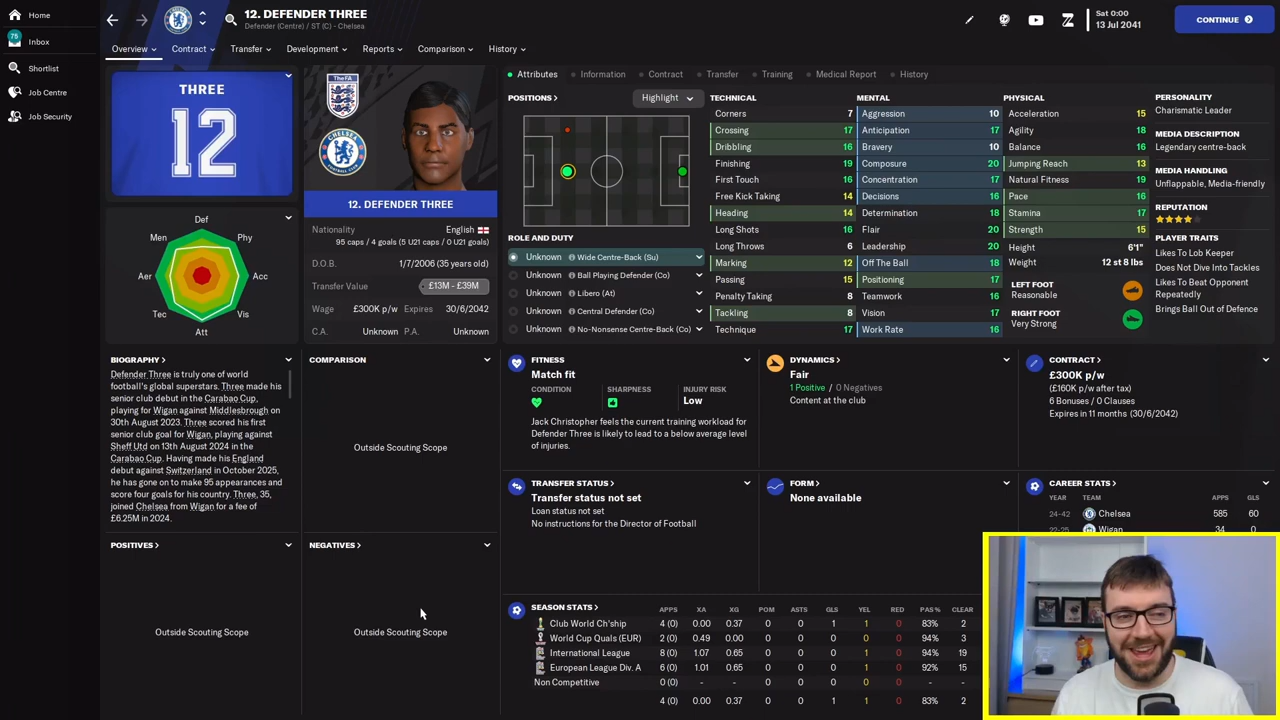 Home
75
Inbox
Shortlist
Job Centre
Job Security
12. DEFENDER THREE
Defender (Centre) / ST (C) - Chelsea
Sat 0:00
13 Jul 2041
CONTINUE
Overview
Contract
Transfer
Development
Reports
Comparison
History
THREE
12
12. DEFENDER THREE
Nationality English
95 caps / 4 goals (5 U21 caps / 0 U21 goals)
D.O.B. 1/7/2006 (35 years old)
Transfer Value £13M - £39M
Wage £300K p/w Expires 30/6/2042
C.A. Unknown P.A. Unknown
Def
Phy
Acc
Vis
Att
Tec
Aer
Men
Attributes
Information
Contract
Transfer
Training
Medical Report
History
POSITIONS
Highlight
ROLE AND DUTY
Unknown Wide Centre-Back (Su)
Unknown Ball Playing Defender (Co)
Unknown Libero (At)
Unknown Central Defender (Co)
Unknown No-Nonsense Centre-Back (Co)
TECHNICAL
Corners 7
Crossing 17
Dribbling 16
Finishing 19
First Touch 16
Free Kick Taking 14
Heading 14
Long Shots 16
Long Throws 6
Marking 12
Passing 15
Penalty Taking 8
Tackling 8
Technique 17
MENTAL
Aggression 10
Anticipation 17
Bravery 10
Composure 20
Concentration 17
Decisions 16
Determination 18
Flair 20
Leadership 20
Off The Ball 18
Positioning 17
Teamwork 16
Vision 17
Work Rate 16
PHYSICAL
Acceleration 15
Agility 18
Balance 16
Jumping Reach 13
Natural Fitness 19
Pace 16
Stamina 17
Strength 15
Height 6'1"
Weight 12 st 8 lbs
LEFT FOOT
Reasonable
RIGHT FOOT
Very Strong
PERSONALITY
Charismatic Leader
MEDIA DESCRIPTION
Legendary centre-back
MEDIA HANDLING
Unflappable, Media-friendly
REPUTATION
PLAYER TRAITS
Likes To Lob Keeper
Does Not Dive Into Tackles
Likes To Beat Opponent
Repeatedly
Brings Ball Out of Defence
BIOGRAPHY
Defender Three is truly one of world
football's global superstars. Three made his
senior club debut in the Carabao Cup,
playing for Wigan against Middlesbrough on
30th August 2023. Three scored his first
senior club goal for Wigan, playing against
Sheff Utd on 13th August 2024 in the
Carabao Cup. Having made his England
debut against Switzerland in October 2025,
he has gone on to make 95 appearances and
score four goals for his country. Three, 35,
joined Chelsea from Wigan for a fee of
£6.25M in 2024.
COMPARISON
Outside Scouting Scope
POSITIVES
Outside Scouting Scope
NEGATIVES
Outside Scouting Scope
FITNESS
Match fit
CONDITION
SHARPNESS
INJURY RISK
Low
Jack Christopher feels the current training workload for
Defender Three is likely to lead to a below average level
of injuries.
DYNAMICS
Fair
1 Positive / 0 Negatives
Content at the club
CONTRACT
£300K p/w
(£160K p/w after tax)
6 Bonuses / 0 Clauses
Expires in 11 months (30/6/2042)
TRANSFER STATUS
Transfer status not set
Loan status not set
No instructions for the Director of Football
FORM
None available
CAREER STATS
YEAR TEAM APPS GLS
24-42 Chelsea 585 60
22-25 Wigan 34 0
SEASON STATS APPS XA XG POM ASTS GLS YEL RED PAS% CLEAR
Club World Ch'ship 4 (0) 0.00 0.37 0 0 1 1 0 83% 2
World Cup Quals (EUR) 2 (0) 0.49 0.00 0 0 0 0 0 94% 3
International League 8 (0) 1.07 0.65 0 0 0 1 0 94% 19
European League Div. A 6 (0) 1.01 0.65 0 0 0 1 0 92% 15
Non Competitive 0 (0) - - 0 0 0 0 0 - -
4 (0) 0.00 0.37 0 0 1 1 0 83% 2